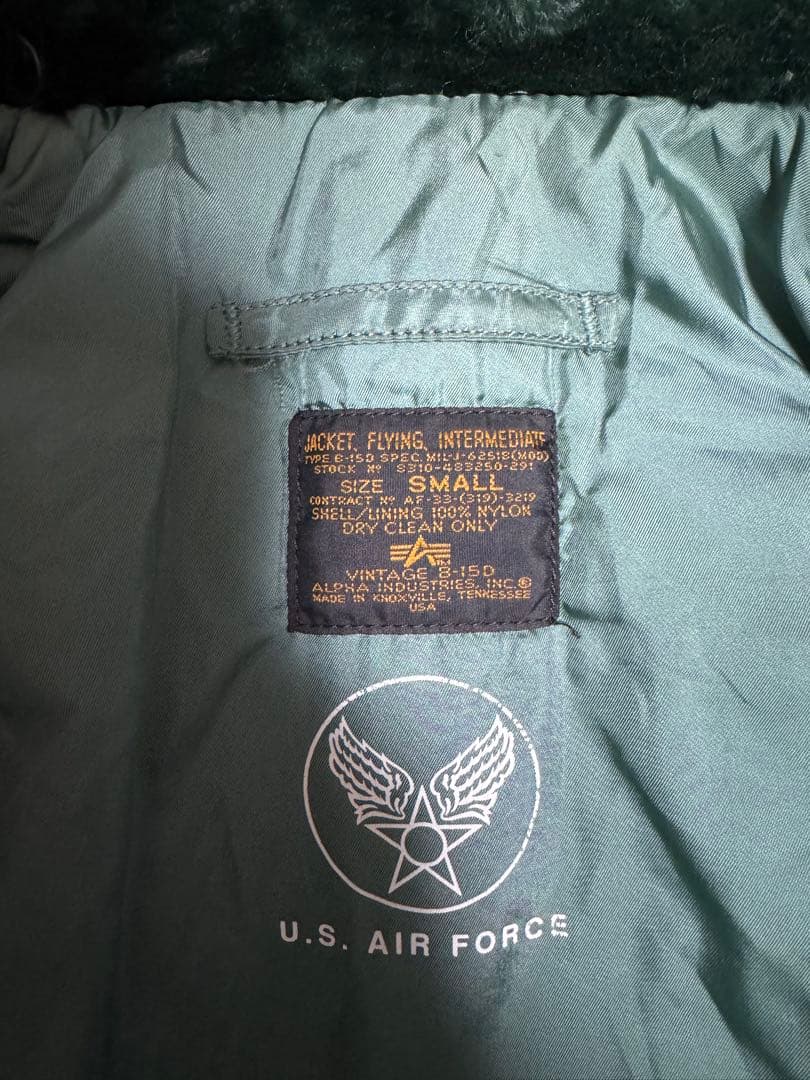 JACKET, FLYING, INTERMEDIATE
TYPE B-15D SPEC MIL-J-6251B(MOD)
STOCK Nº 8310-483250-291
SIZE SMALL
CONTRACT Nº AF-33-(319)-3219
SHELL/LINING 100% NYLON
DRY CLEAN ONLY
VINTAGE B-15D
ALPHA INDUSTRIES, INC.®
MADE IN KNOXVILLE, TENNESSEE
USA
U.S. AIR FORCE